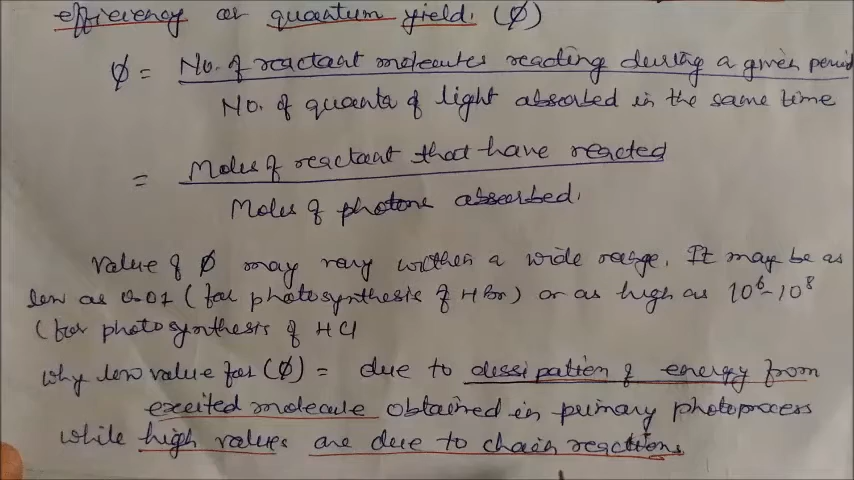 efficiency or quantum yield. (Ø)
Ø = No. of reactant molecules reacting during a given period
No. of quanta of light absorbed in the same time
= Moles of reactant that have reacted
Moles of photons absorbed.
Value of Ø may vary within a wide range. It may be as
low as 0.01 (for photosynthesis of HBr) or as high as 10⁶-10⁸
(for photosynthesis of HCl
Why low value for (Ø) = due to dissipation of energy from
excited molecule obtained in primary photoprocess
while high values are due to chain reactions